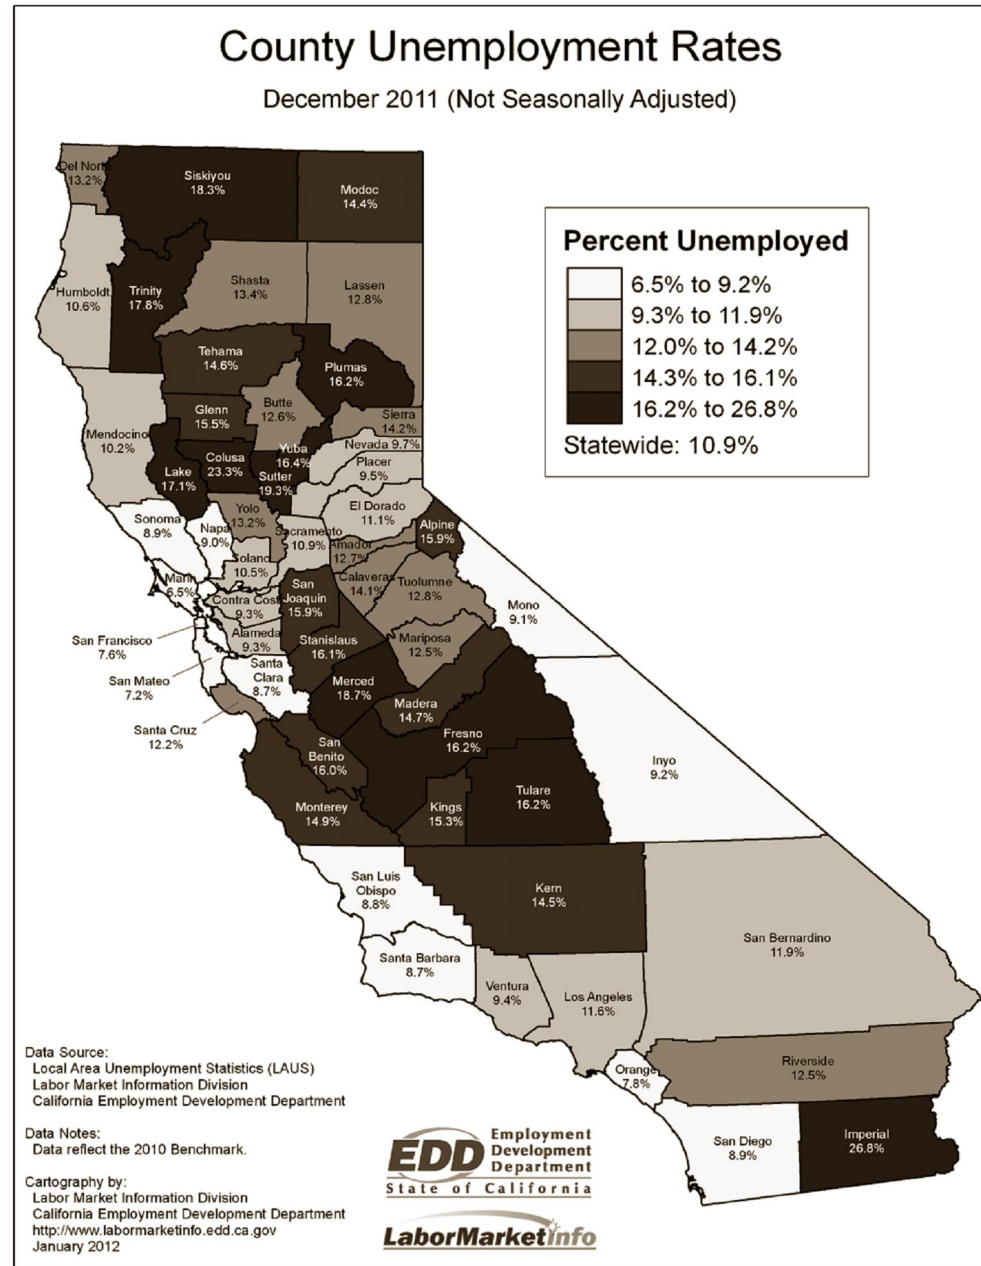 County Unemployment Rates
December 2011 (Not Seasonally Adjusted)
Del Norte
13.2%
Siskiyou
18.3%
Modoc
14.4%
Percent Unemployed
6.5% to 9.2%
9.3% to 11.9%
12.0% to 14.2%
14.3% to 16.1%
16.2% to 26.8%
Statewide: 10.9%
Humboldt
10.6%
Trinity
17.8%
Shasta
13.4%
Lassen
12.8%
Tehama
14.6%
Plumas
16.2%
Glenn
15.5%
Butte
12.6%
Sierra
14.2%
Mendocino
10.2%
Lake
17.1%
Colusa
23.3%
Yuba
16.4%
Sutter
19.3%
Nevada 9.7%
Placer
9.5%
El Dorado
11.1%
Sonoma
8.9%
Napa
9.0%
Yolo
13.2%
Sacramento
10.9%
Alpine
15.9%
Amador
12.7%
Solano
10.5%
Marin
6.5%
Calaveras
14.1%
Tuolumne
12.8%
Contra Cost
9.3%
San
Joaquin
15.9%
Mono
9.1%
San Francisco
7.6%
Alameda
9.3%
Stanislaus
16.1%
Mariposa
12.5%
San Mateo
7.2%
Santa
Clara
8.7%
Merced
18.7%
Madera
14.7%
Santa Cruz
12.2%
San
Benito
16.0%
Fresno
16.2%
Inyo
9.2%
Monterey
14.9%
Kings
15.3%
Tulare
16.2%
San Luis
Obispo
8.8%
Kern
14.5%
San Bernardino
11.9%
Santa Barbara
8.7%
Ventura
9.4%
Los Angeles
11.6%
Orange
7.8%
Riverside
12.5%
San Diego
8.9%
Imperial
26.8%
Data Source:
Local Area Unemployment Statistics (LAUS)
Labor Market Information Division
California Employment Development Department
Data Notes:
Data reflect the 2010 Benchmark.
Cartography by:
Labor Market Information Division
California Employment Development Department
http://www.labormarketinfo.edd.ca.gov
January 2012
EDD
Employment
Development
Department
State of California
LaborMarketInfo